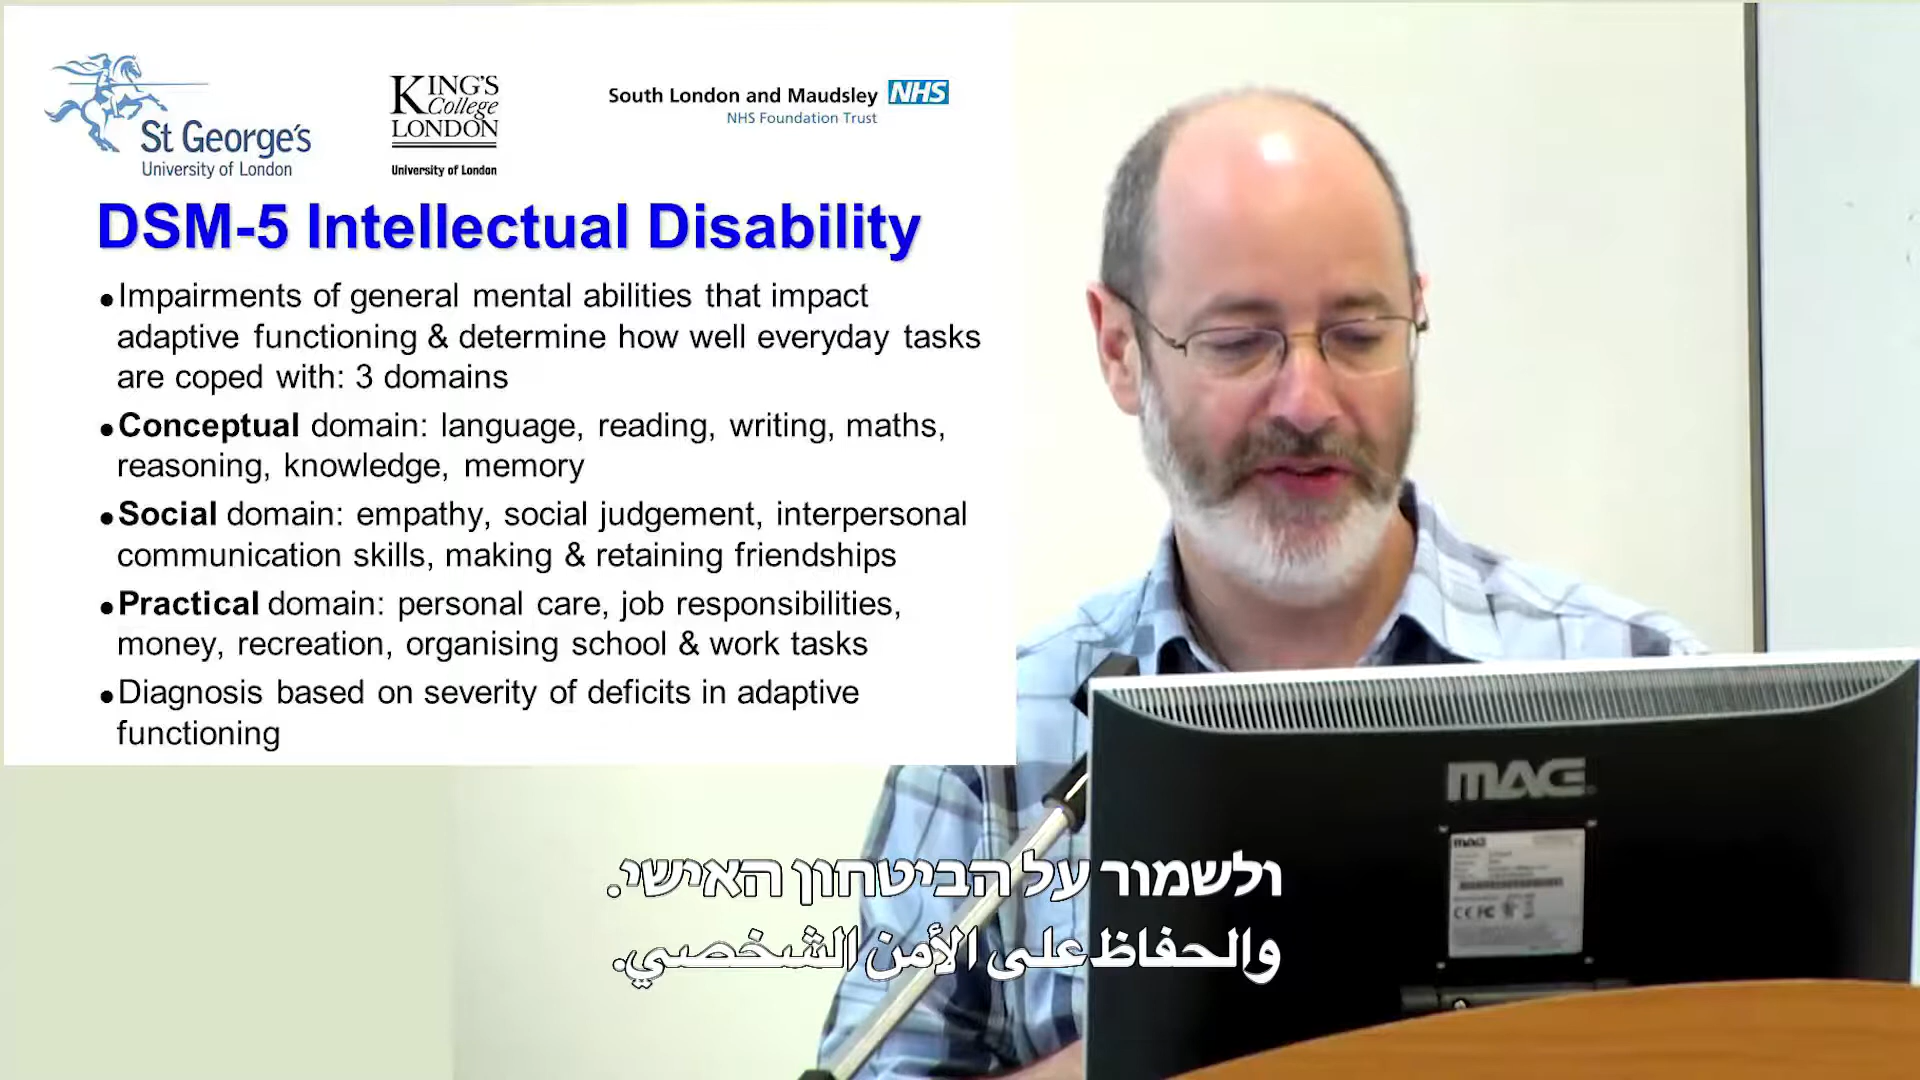 St George's
University of London
KING'S
College
LONDON
University of London
South London and Maudsley NHS
NHS Foundation Trust
DSM-5 Intellectual Disability
•Impairments of general mental abilities that impact
adaptive functioning & determine how well everyday tasks
are coped with: 3 domains
•Conceptual domain: language, reading, writing, maths,
reasoning, knowledge, memory
•Social domain: empathy, social judgement, interpersonal
communication skills, making & retaining friendships
•Practical domain: personal care, job responsibilities,
money, recreation, organising school & work tasks
•Diagnosis based on severity of deficits in adaptive
functioning
MAG
MAG
CE FC
ולשמור על הביטחון האישי.
والحفاظ على الأمن الشخصي.